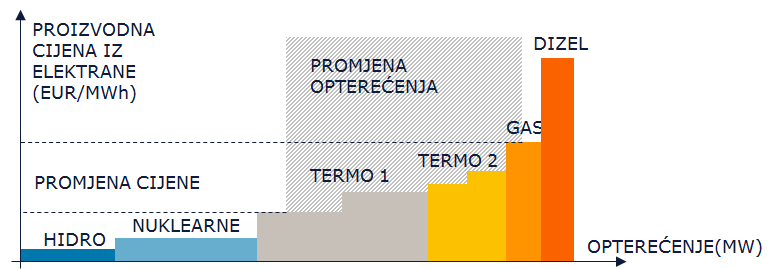 PROIZVODNA
CIJENA IZ
ELEKTRANE
(EUR/MWh)
PROMJENA
OPTEREĆENJA
DIZEL
GAS
TERMO 2
TERMO 1
PROMJENA CIJENE
NUKLEARNE
HIDRO
OPTEREĆENJE(MW)